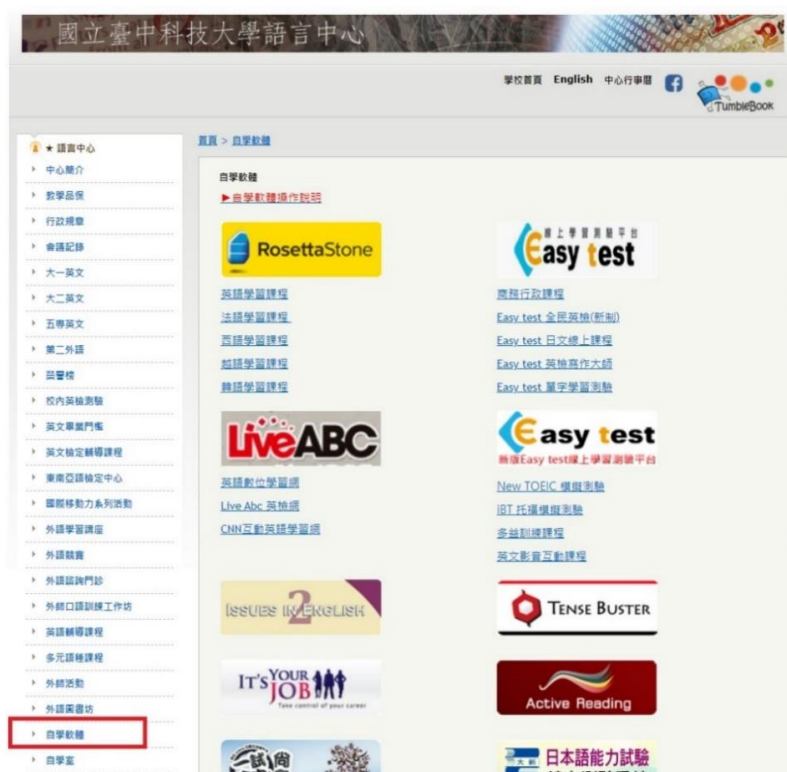 國立臺中科技大學語言中心
學校首頁 English 中心行事曆
TumbleBook
★ 語言中心
中心簡介
教學品保
行政規章
會議記錄
大一英文
大二英文
五專英文
第二外語
榮譽榜
校內英檢測驗
英文畢業門檻
英文檢定輔導課程
東南亞語檢定中心
國際移動力系列活動
外語學習講座
外語競賽
外語諮詢門診
外師口語訓練工作坊
英語輔導課程
多元語種課程
外師活動
外語圖書坊
自學軟體
自學室
首頁 > 自學軟體
自學軟體
►自學軟體操作說明
RosettaStone
英語學習課程
法語學習課程
西語學習課程
越語學習課程
韓語學習課程
線上學習測驗平台
Easy test
商務行政課程
Easy test 全民英檢(新制)
Easy test 日文線上課程
Easy test 英檢寫作大師
Easy test 單字學習測驗
LiveABC
英語數位學習網
Live Abc 英檢網
CNN互動英語學習網
Easy test
新版Easy test線上學習測驗平台
New TOEIC 模擬測驗
iBT 托福模擬測驗
多益訓練課程
英文影音互動課程
ISSUES IN ENGLISH 2
TENSE BUSTER
IT'S YOUR JOB
Take control of your career
Active Reading
日本語能力試驗